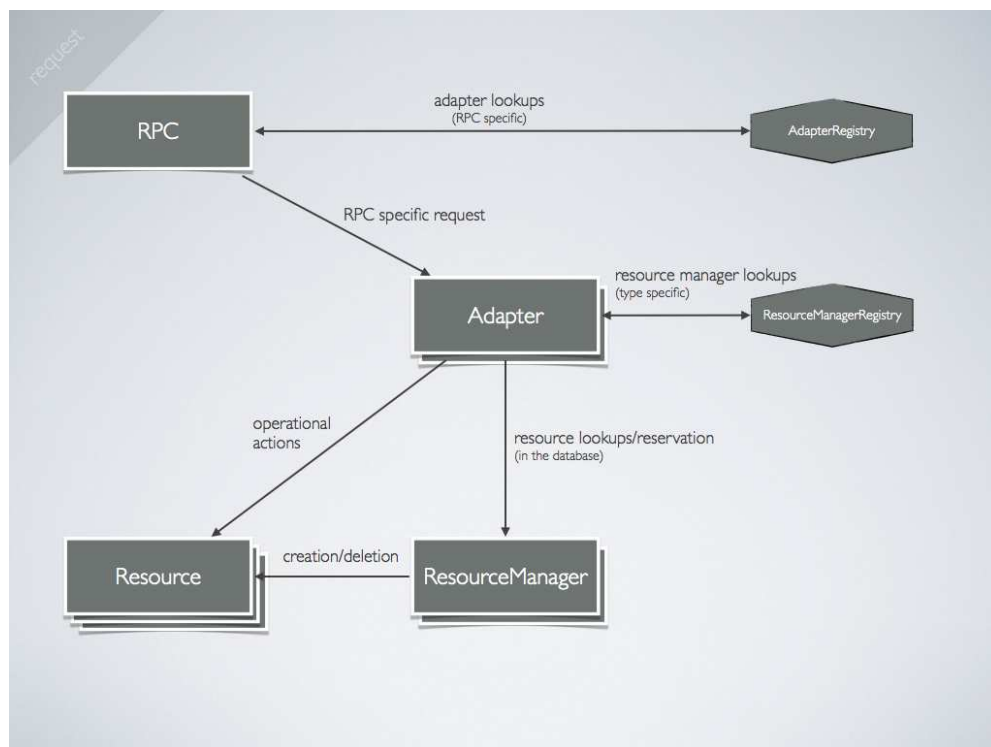 request
RPC
adapter lookups
(RPC specific)
AdapterRegistry
RPC specific request
Adapter
resource manager lookups
(type specific)
ResourceManagerRegistry
operational
actions
resource lookups/reservation
(in the database)
Resource
creation/deletion
ResourceManager